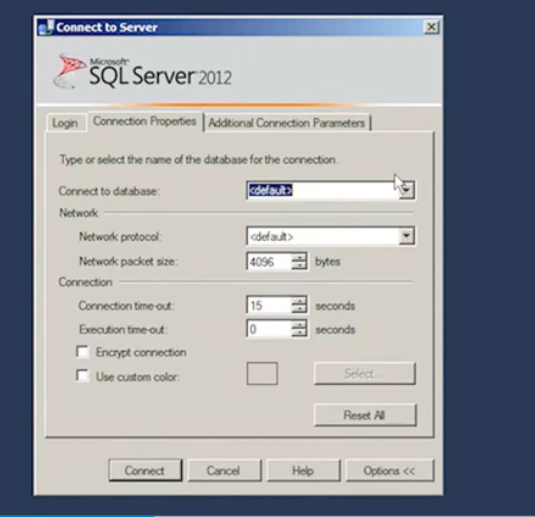 Connect to Server
Microsoft
SQL Server 2012
Login Connection Properties Additional Connection Parameters
Type or select the name of the database for the connection.
Connect to database: <default>
Network
Network protocol: <default>
Network packet size: 4096 bytes
Connection
Connection time-out: 15 seconds
Execution time-out: 0 seconds
Encrypt connection
Use custom color: Select...
Reset All
Connect Cancel Help Options <<